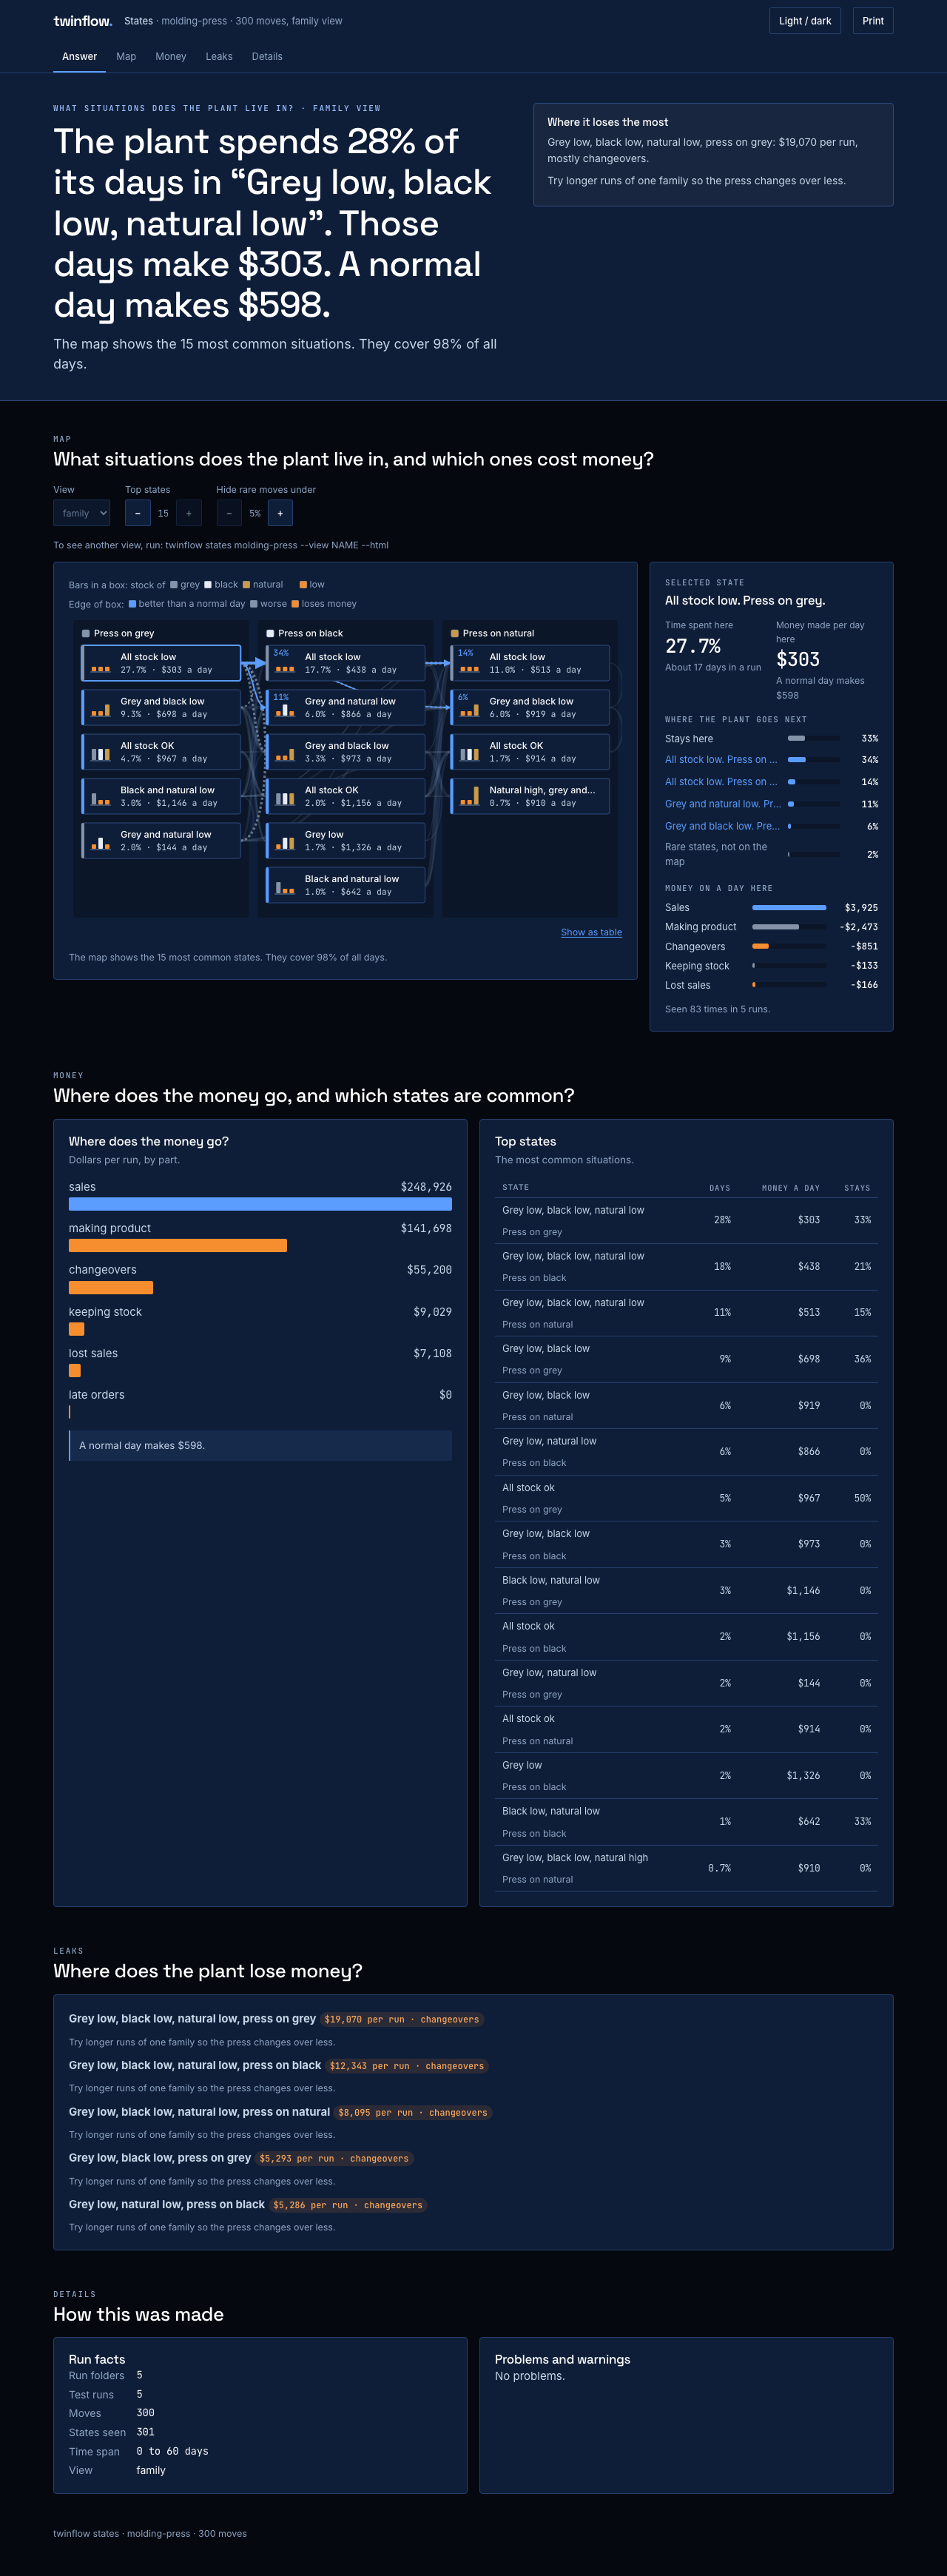 twinflow.
States · molding-press · 300 moves, family view
Light / dark
Print
Answer
Map
Money
Leaks
Details
WHAT SITUATIONS DOES THE PLANT LIVE IN? · FAMILY VIEW
The plant spends 28% of
its days in “Grey low, black
low, natural low”. Those
days make $303. A normal
day makes $598.
The map shows the 15 most common situations. They cover 98% of all
days.
Where it loses the most
Grey low, black low, natural low, press on grey: $19,070 per run,
mostly changeovers.
Try longer runs of one family so the press changes over less.
MAP
What situations does the plant live in, and which ones cost money?
View
Top states
Hide rare moves under
family
−
15
+
−
5%
+
To see another view, run: twinflow states molding-press --view NAME --html
Bars in a box: stock of grey black natural low
Edge of box: better than a normal day worse loses money
Press on grey
All stock low
27.7% · $303 a day
Grey and black low
9.3% · $698 a day
All stock OK
4.7% · $967 a day
Black and natural low
3.0% · $1,146 a day
Grey and natural low
2.0% · $144 a day
Press on black
34%
All stock low
17.7% · $438 a day
11%
Grey and natural low
6.0% · $866 a day
Grey and black low
3.3% · $973 a day
All stock OK
2.0% · $1,156 a day
Grey low
1.7% · $1,326 a day
Black and natural low
1.0% · $642 a day
Press on natural
14%
All stock low
11.0% · $513 a day
6%
Grey and black low
6.0% · $919 a day
All stock OK
1.7% · $914 a day
Natural high, grey and...
0.7% · $910 a day
Show as table
The map shows the 15 most common states. They cover 98% of all days.
SELECTED STATE
All stock low. Press on grey.
Time spent here
27.7%
About 17 days in a run
Money made per day
here
$303
A normal day makes
$598
WHERE THE PLANT GOES NEXT
Stays here 33%
All stock low. Press on ... 34%
All stock low. Press on ... 14%
Grey and natural low. Pr... 11%
Grey and black low. Pre... 6%
Rare states, not on the
map 2%
MONEY ON A DAY HERE
Sales $3,925
Making product -$2,473
Changeovers -$851
Keeping stock -$133
Lost sales -$166
Seen 83 times in 5 runs.
MONEY
Where does the money go, and which states are common?
Where does the money go?
Dollars per run, by part.
sales $248,926
making product $141,698
changeovers $55,200
keeping stock $9,029
lost sales $7,108
late orders $0
A normal day makes $598.
Top states
The most common situations.
STATE DAYS MONEY A DAY STAYS
Grey low, black low, natural low
Press on grey
28% $303 33%
Grey low, black low, natural low
Press on black
18% $438 21%
Grey low, black low, natural low
Press on natural
11% $513 15%
Grey low, black low
Press on grey
9% $698 36%
Grey low, black low
Press on natural
6% $919 0%
Grey low, natural low
Press on black
6% $866 0%
All stock ok
Press on grey
5% $967 50%
Grey low, black low
Press on black
3% $973 0%
Black low, natural low
Press on grey
3% $1,146 0%
All stock ok
Press on black
2% $1,156 0%
Grey low, natural low
Press on grey
2% $144 0%
All stock ok
Press on natural
2% $914 0%
Grey low
Press on black
2% $1,326 0%
Black low, natural low
Press on black
1% $642 33%
Grey low, black low, natural high
Press on natural
0.7% $910 0%
LEAKS
Where does the plant lose money?
Grey low, black low, natural low, press on grey $19,070 per run · changeovers
Try longer runs of one family so the press changes over less.
Grey low, black low, natural low, press on black $12,343 per run · changeovers
Try longer runs of one family so the press changes over less.
Grey low, black low, natural low, press on natural $8,095 per run · changeovers
Try longer runs of one family so the press changes over less.
Grey low, black low, press on grey $5,293 per run · changeovers
Try longer runs of one family so the press changes over less.
Grey low, natural low, press on black $5,286 per run · changeovers
Try longer runs of one family so the press changes over less.
DETAILS
How this was made
Run facts
Run folders 5
Test runs 5
Moves 300
States seen 301
Time span 0 to 60 days
View family
Problems and warnings
No problems.
twinflow states · molding-press · 300 moves